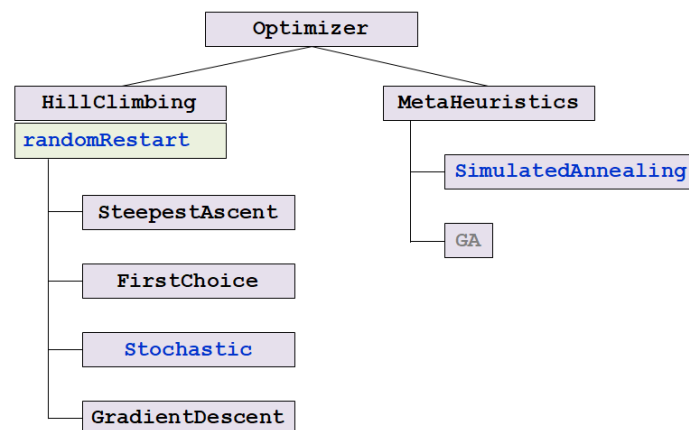 Optimizer
HillClimbing
randomRestart
SteepestAscent
FirstChoice
Stochastic
GradientDescent
MetaHeuristics
SimulatedAnnealing
GA